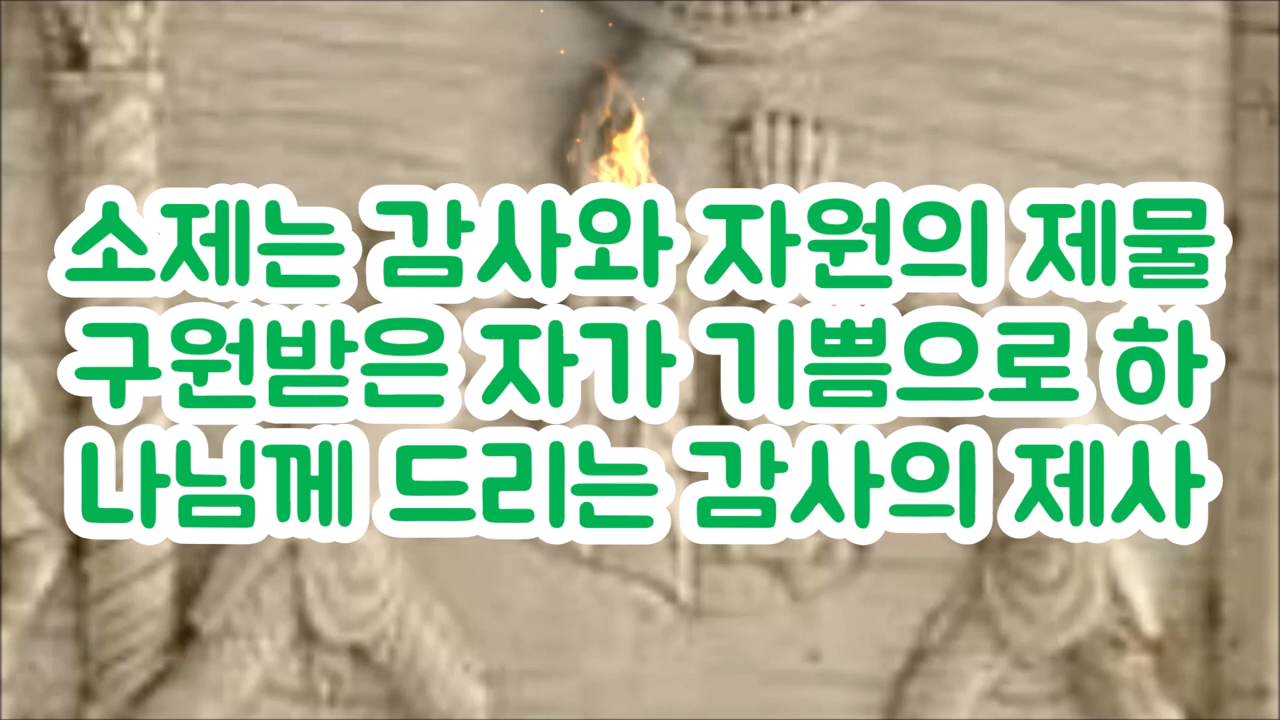 소제는 감사와 자원의 제물
구원받은 자가 기쁨으로 하
나님께 드리는 감사의 제사